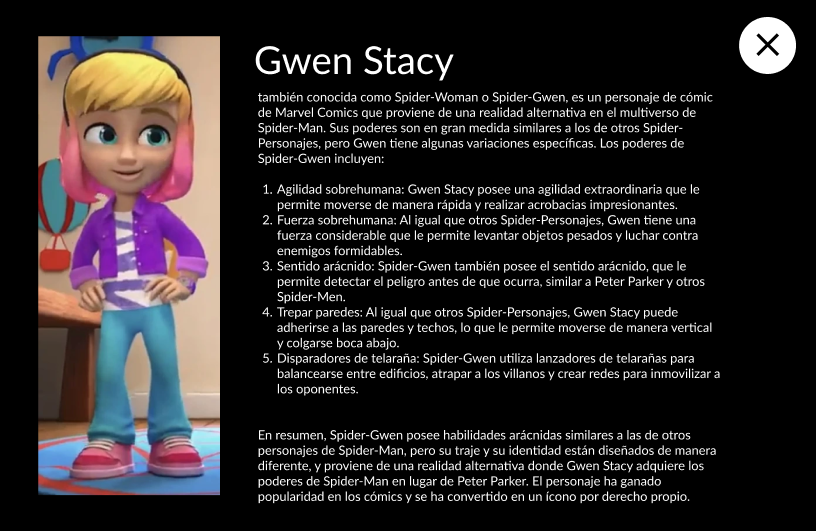 Gwen Stacy
también conocida como Spider-Woman o Spider-Gwen, es un personaje de cómic
de Marvel Comics que proviene de una realidad alternativa en el multiverso de
Spider-Man. Sus poderes son en gran medida similares a los de otros Spider-
Personajes, pero Gwen tiene algunas variaciones específicas. Los poderes de
Spider-Gwen incluyen:
1. Agilidad sobrehumana: Gwen Stacy posee una agilidad extraordinaria que le
permite moverse de manera rápida y realizar acrobacias impresionantes.
2. Fuerza sobrehumana: Al igual que otros Spider-Personajes, Gwen tiene una
fuerza considerable que le permite levantar objetos pesados y luchar contra
enemigos formidables.
3. Sentido arácnido: Spider-Gwen también posee el sentido arácnido, que le
permite detectar el peligro antes de que ocurra, similar a Peter Parker y otros
Spider-Men.
4. Trepar paredes: Al igual que otros Spider-Personajes, Gwen Stacy puede
adherirse a las paredes y techos, lo que le permite moverse de manera vertical
y colgarse boca abajo.
5. Disparadores de telaraña: Spider-Gwen utiliza lanzadores de telarañas para
balancearse entre edificios, atrapar a los villanos y crear redes para inmovilizar a
los oponentes.
En resumen, Spider-Gwen posee habilidades arácnidas similares a las de otros
personajes de Spider-Man, pero su traje y su identidad están diseñados de manera
diferente, y proviene de una realidad alternativa donde Gwen Stacy adquiere los
poderes de Spider-Man en lugar de Peter Parker. El personaje ha ganado
popularidad en los cómics y se ha convertido en un ícono por derecho propio.